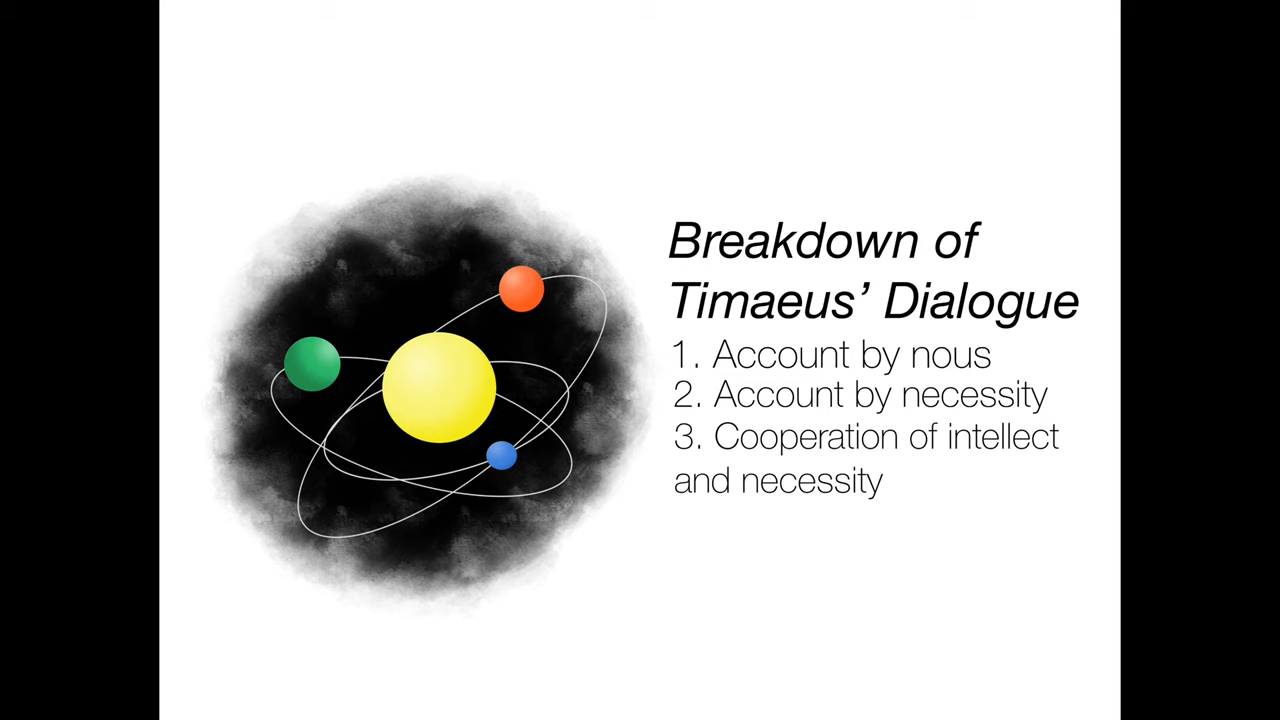 Breakdown of
Timaeus’ Dialogue
1. Account by nous
2. Account by necessity
3. Cooperation of intellect
and necessity